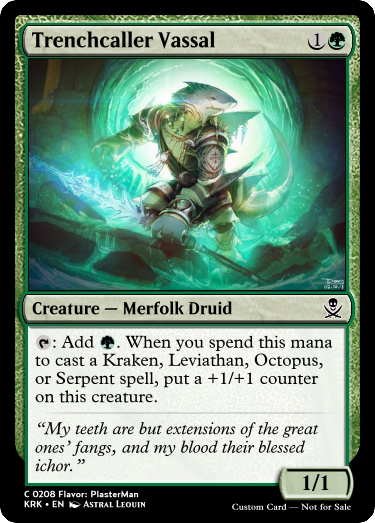 Trenchcaller Vassal 1
Creature — Merfolk Druid
: Add . When you spend this mana
to cast a Kraken, Leviathan, Octopus,
or Serpent spell, put a +1/+1 counter
on this creature.
“My teeth are but extensions of the great
ones’ fangs, and my blood their blessed
ichor.”
1/1
C 0208 Flavor: PlasterMan
KRK • EN Astral Leouin
Custom Card — Not for Sale